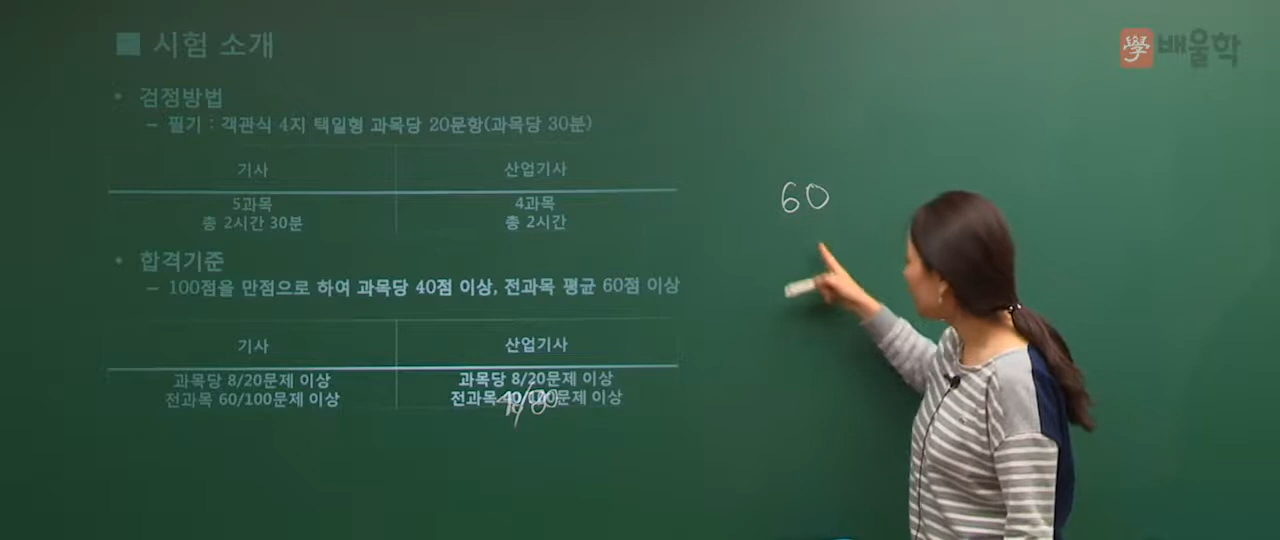 ■ 시험 소개
學 배울학
• 검정방법
– 필기 : 객관식 4지 택일형 과목당 20문항(과목당 30분)
기사 산업기사
5과목 4과목
총 2시간 30분 총 2시간
60
• 합격기준
– 100점을 만점으로 하여 과목당 40점 이상, 전과목 평균 60점 이상
기사 산업기사
과목당 8/20문제 이상 과목당 8/20문제 이상
전과목 60/100문제 이상 전과목 40/100문제 이상
/80